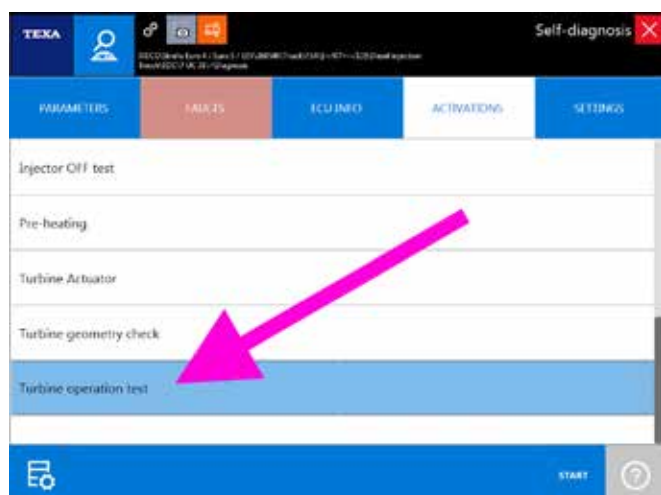 TEXA
Self-diagnosis
PARAMETERS
FAULTS
ECU INFO
ACTIVATIONS
SETTINGS
Injector OFF test
Pre-heating
Turbine Actuator
Turbine geometry check
Turbine operation test
START
?